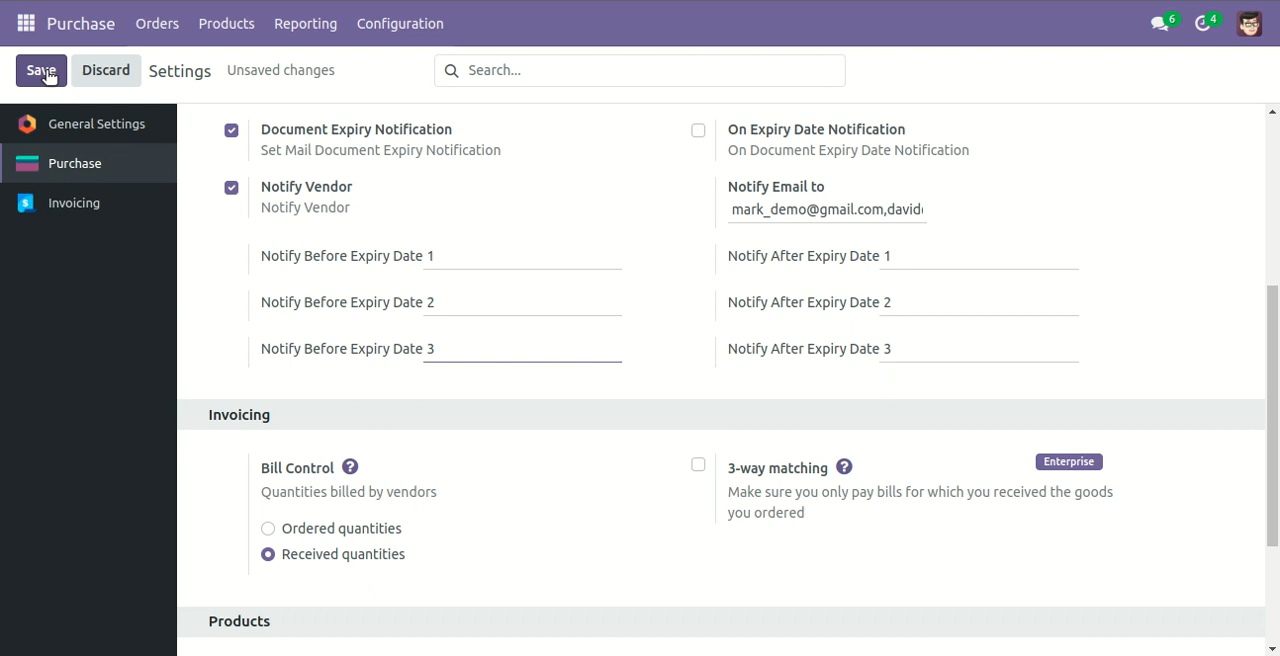 Purchase Orders Products Reporting Configuration 6 4
Save Discard Settings Unsaved changes Search...
General Settings
Purchase
Invoicing
Document Expiry Notification
Set Mail Document Expiry Notification
On Expiry Date Notification
On Document Expiry Date Notification
Notify Vendor
Notify Vendor
Notify Email to
mark_demo@gmail.com,david
Notify Before Expiry Date 1
Notify After Expiry Date 1
Notify Before Expiry Date 2
Notify After Expiry Date 2
Notify Before Expiry Date 3
Notify After Expiry Date 3
Invoicing
Bill Control ?
Quantities billed by vendors
Ordered quantities
Received quantities
3-way matching ? Enterprise
Make sure you only pay bills for which you received the goods
you ordered
Products